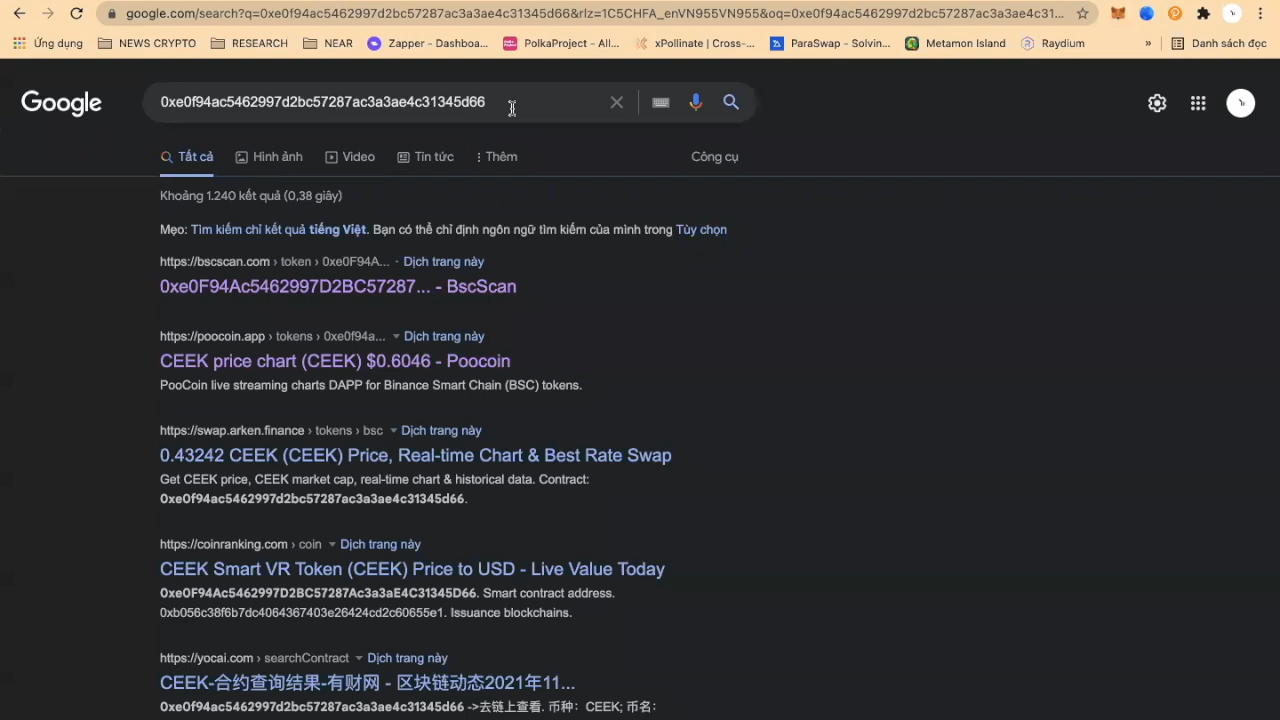 google.com/search?q=0xe0f94ac5462997d2bc57287ac3a3ae4c31345d66&rlz=1C5CHFA_enVN955VN955&oq=0xe0f94ac5462997d2bc57287ac3a3ae4c31...
Ứng dụng NEWS CRYPTO RESEARCH NEAR Zapper - Dashboa... PolkaProject - All... xPollinate | Cross-... ParaSwap - Solvin... Metamon Island Raydium » Danh sách đọc
Google 0xe0f94ac5462997d2bc57287ac3a3ae4c31345d66
Tất cả Hình ảnh Video Tin tức Thêm Công cụ
Khoảng 1.240 kết quả (0,38 giây)
Mẹo: Tìm kiếm chỉ kết quả tiếng Việt. Bạn có thể chỉ định ngôn ngữ tìm kiếm của mình trong Tùy chọn
https://bscscan.com › token › 0xe0F94A... · Dịch trang này
0xe0F94Ac5462997D2BC57287... - BscScan
https://poocoin.app › tokens › 0xe0f94a... Dịch trang này
CEEK price chart (CEEK) $0.6046 - Poocoin
PooCoin live streaming charts DAPP for Binance Smart Chain (BSC) tokens.
https://swap.arken.finance › tokens › bsc Dịch trang này
0.43242 CEEK (CEEK) Price, Real-time Chart & Best Rate Swap
Get CEEK price, CEEK market cap, real-time chart & historical data. Contract:
0xe0f94ac5462997d2bc57287ac3a3ae4c31345d66.
https://coinranking.com › coin Dịch trang này
CEEK Smart VR Token (CEEK) Price to USD - Live Value Today
0xe0F94Ac5462997D2BC57287Ac3a3aE4C31345D66. Smart contract address.
0xb056c38f6b7dc4064367403e26424cd2c60655e1. Issuance blockchains.
https://yocai.com › searchContract Dịch trang này
CEEK-合约查询结果-有财网 - 区块链动态2021年11...
0xe0f94ac5462997d2bc57287ac3a3ae4c31345d66 ->去链上查看. 币种：CEEK; 币名：